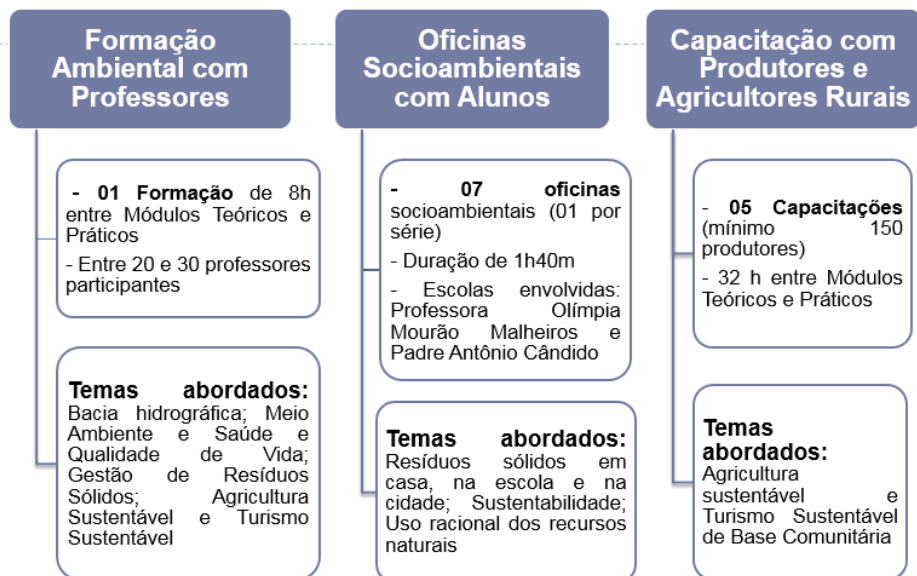 Formação
Ambiental com
Professores
- 01 Formação de 8h
entre Módulos Teóricos e
Práticos
- Entre 20 e 30 professores
participantes
Temas abordados:
Bacia hidrográfica; Meio
Ambiente e Saúde e
Qualidade de Vida;
Gestão de Resíduos
Sólidos; Agricultura
Sustentável e Turismo
Sustentável
Oficinas
Socioambientais
com Alunos
- 07 oficinas
socioambientais (01 por
série)
- Duração de 1h40m
- Escolas envolvidas:
Professora Olímpia
Mourão Malheiros e
Padre Antônio Cândido
Temas abordados:
Resíduos sólidos em
casa, na escola e na
cidade; Sustentabilidade;
Uso racional dos recursos
naturais
Capacitação com
Produtores e
Agricultores Rurais
- 05 Capacitações
(mínimo 150
produtores)
- 32 h entre Módulos
Teóricos e Práticos
Temas
abordados:
Agricultura
sustentável e
Turismo Sustentável
de Base Comunitária